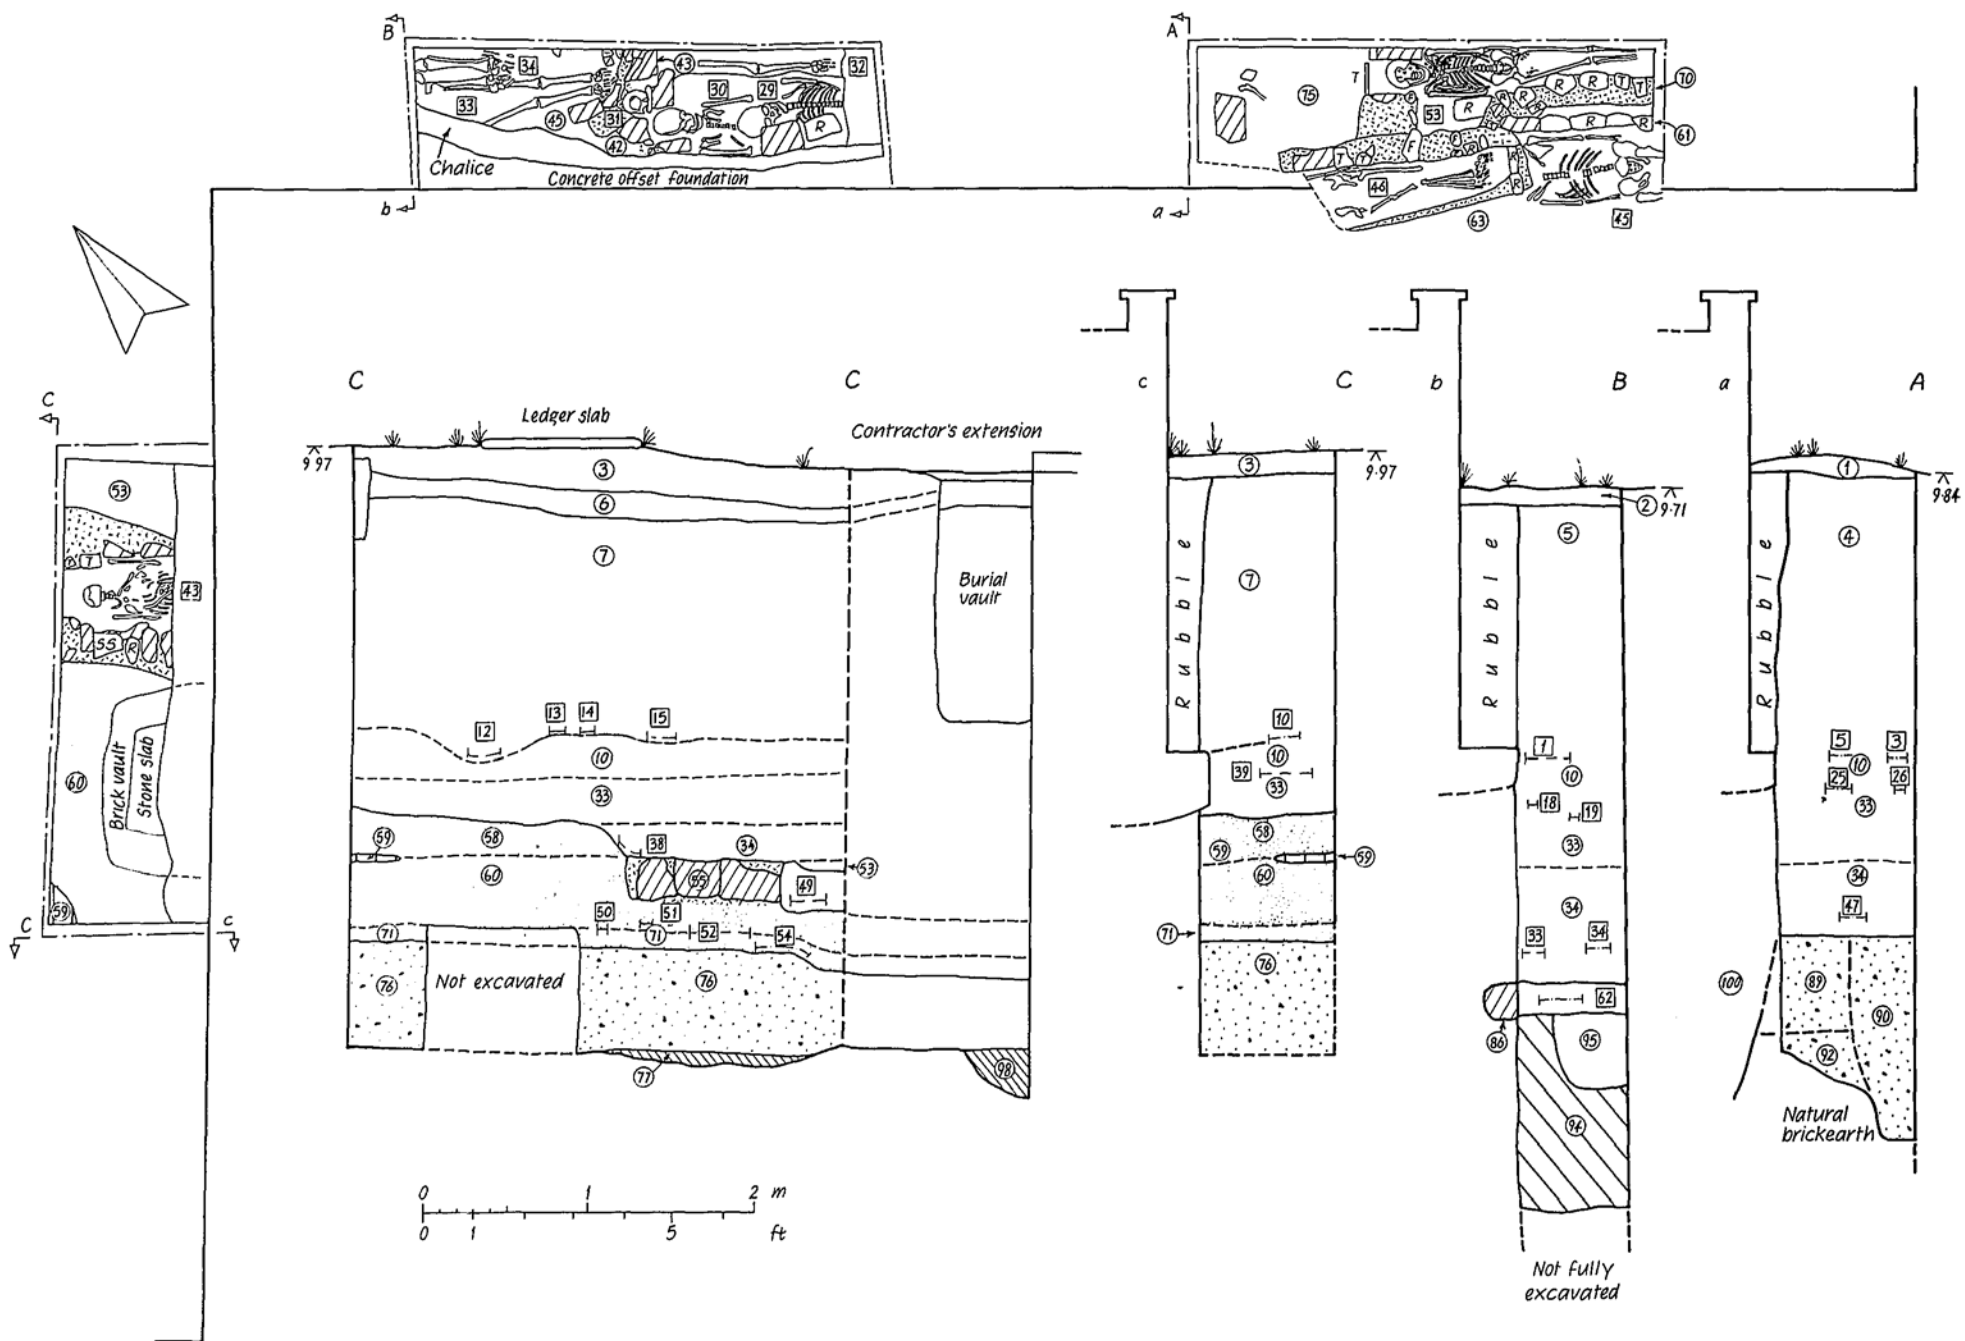 B
A
34
43
30
29
32
33
45
31
R
42
Chalice
Concrete offset foundation
b
75
7
53
R
R
R
R
T
T
70
R
R
61
F
T
T
R
R
46
63
45
a
C
53
T
43
SS
R
60
Brick vault
Stone slab
59
C
c
C
Ledger slab
C
Contractor's extension
9.97
3
6
7
Burial
vault
12
13
14
15
10
33
59
58
38
34
53
60
55
49
50
51
71
71
52
54
76
Not excavated
76
77
98
c
C
3
9.97
Rubble
7
10
10
39
33
58
59
59
60
71
76
b
B
2
9.71
5
Rubble
1
10
18
19
33
34
33
34
62
86
95
94
Not fully
excavated
a
A
1
9.84
4
Rubble
5
3
10
25
26
33
34
47
100
89
90
92
Natural
brickearth
0 1 2 m
0 1 5 ft